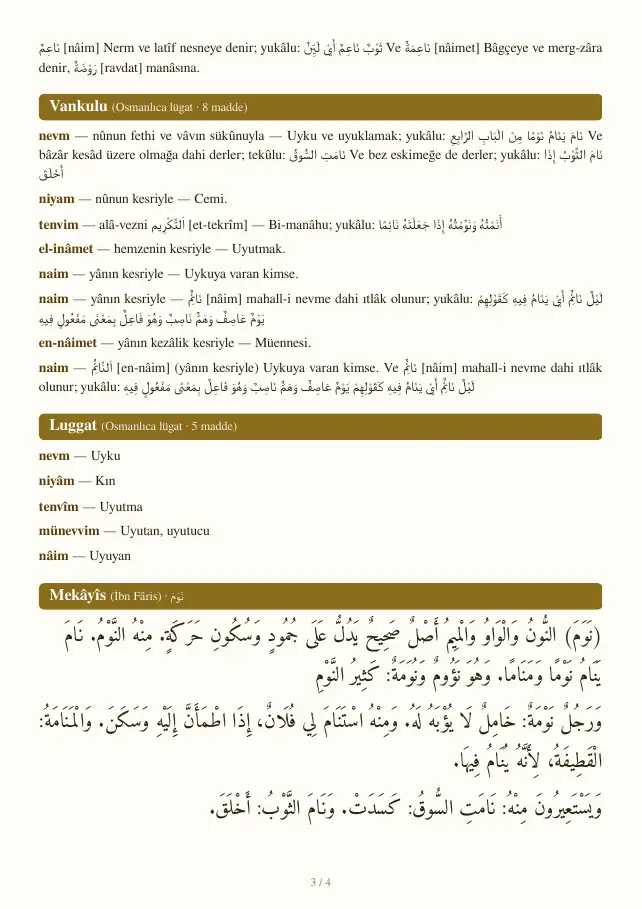 نَاعِمٌ [nâim] Nerm ve latîf nesneye denir; yukâlu: ثَوْبٌ نَاعِمٌ أَيْ لَيِّنٌ Ve نَاعِمَةٌ [nâimet] Bâgçeye ve merg-zâra
denir, رَوْضَةٌ [ravdat] manâsına.
Vankulu (Osmanlıca lügat · 8 madde)
nevm — nûnun fethi ve vâvın sükûnuyla — Uyku ve uyuklamak; yukâlu: نَامَ يَنَامُ نَوْمًا مِنَ الْبَابِ الرَّابِعِ Ve
bâzâr kesâd üzere olmağa dahi derler; tekûlu: نَامَتِ السُّوقُ Ve bez eskimeğe de derler; yukâlu: نَامَ الثَّوْبُ إِذَا
أَخْلَقَ
niyam — nûnun kesriyle — Cemi.
tenvim — alâ-vezni اَلتَّكْرِيمِ [et-tekrîm] — Bi-manâhu; yukâlu: أَنَمْتُهُ وَنَوَّمْتُهُ إِذَا جَعَلْتَهُ نَائِمًا
el-inâmet — hemzenin kesriyle — Uyutmak.
naim — yânın kesriyle — Uykuya varan kimse.
naim — yânın kesriyle — نَائِمٌ [nâim] mahall-i nevme dahi ıtlâk olunur; yukâlu: لَيْلٌ نَائِمٌ أَيْ يَنَامُ فِيهِ كَقَوْلِهِمْ
يَوْمٌ عَاصِفٌ وَهَمٌّ نَاصِبٌ وَهُوَ فَاعِلٌ بِمَعْنَى مَفْعُولٍ فِيهِ
en-nâimet — yânın kezâlik kesriyle — Müennesi.
naim — اَلنَّائِمُ [en-nâim] (yânın kesriyle) Uykuya varan kimse. Ve نَائِمٌ [nâim] mahall-i nevme dahi ıtlâk
olunur; yukâlu: لَيْلٌ نَائِمٌ أَيْ يَنَامُ فِيهِ كَقَوْلِهِمْ يَوْمٌ عَاصِفٌ وَهَمٌّ نَاصِبٌ وَهُوَ فَاعِلٌ بِمَعْنَى مَفْعُولٍ فِيهِ
Luggat (Osmanlıca lügat · 5 madde)
nevm — Uyku
niyâm — Kın
tenvîm — Uyutma
münevvim — Uyutan, uyutucu
nâim — Uyuyan
Mekâyîs (İbn Fâris) · نَوَمَ
(نَوَمَ) النُّونُ وَالْوَاوُ وَالْمِيمُ أَصْلٌ صَحِيحٌ يَدُلُّ عَلَى جُمُودٍ وَسُكُونِ حَرَكَةٍ. مِنْهُ النَّوْمُ. نَامَ
يَنَامُ نَوْمًا وَمَنَامًا. وَهُوَ نَؤُومٌ وَنُوَمَةٌ: كَثِيرُ النَّوْمِ
وَرَجُلٌ نُوْمَةٌ: خَامِلٌ لَا يُؤْبَهُ لَهُ. وَمِنْهُ اسْتَنَامَ لِي فُلَانٌ، إِذَا اطْمَأَنَّ إِلَيْهِ وَسَكَنَ. وَالْمَنَامَةُ:
الْقَطِيفَةُ، لِأَنَّهُ يُنَامُ فِيهَا.
وَيَسْتَعِيرُونَ مِنْهُ: نَامَتِ السُّوقُ: كَسَدَتْ. وَنَامَ الثَّوْبُ: أَخْلَقَ.
3 / 4